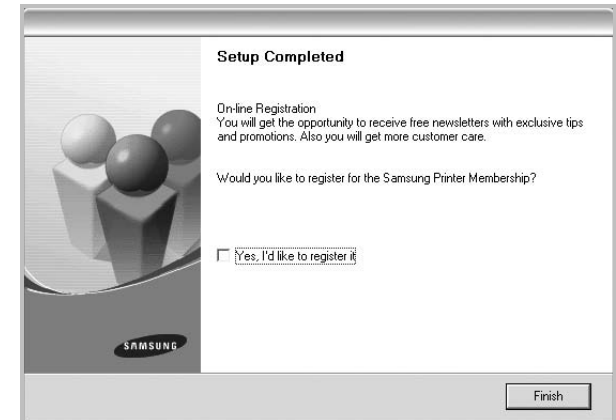 Setup Completed
On-line Registration
You will get the opportunity to receive free newsletters with exclusive tips
and promotions. Also you will get more customer care.
Would you like to register for the Samsung Printer Membership?
Yes, I'd like to register it
SAMSUNG
Finish